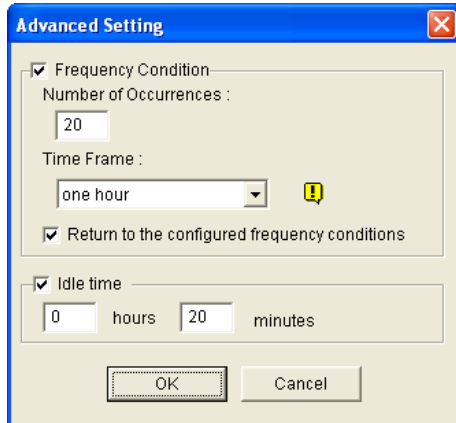 Advanced Setting
Frequency Condition
Number of Occurrences :
20
Time Frame :
one hour
!
Return to the configured frequency conditions
Idle time
0 hours 20 minutes
OK Cancel